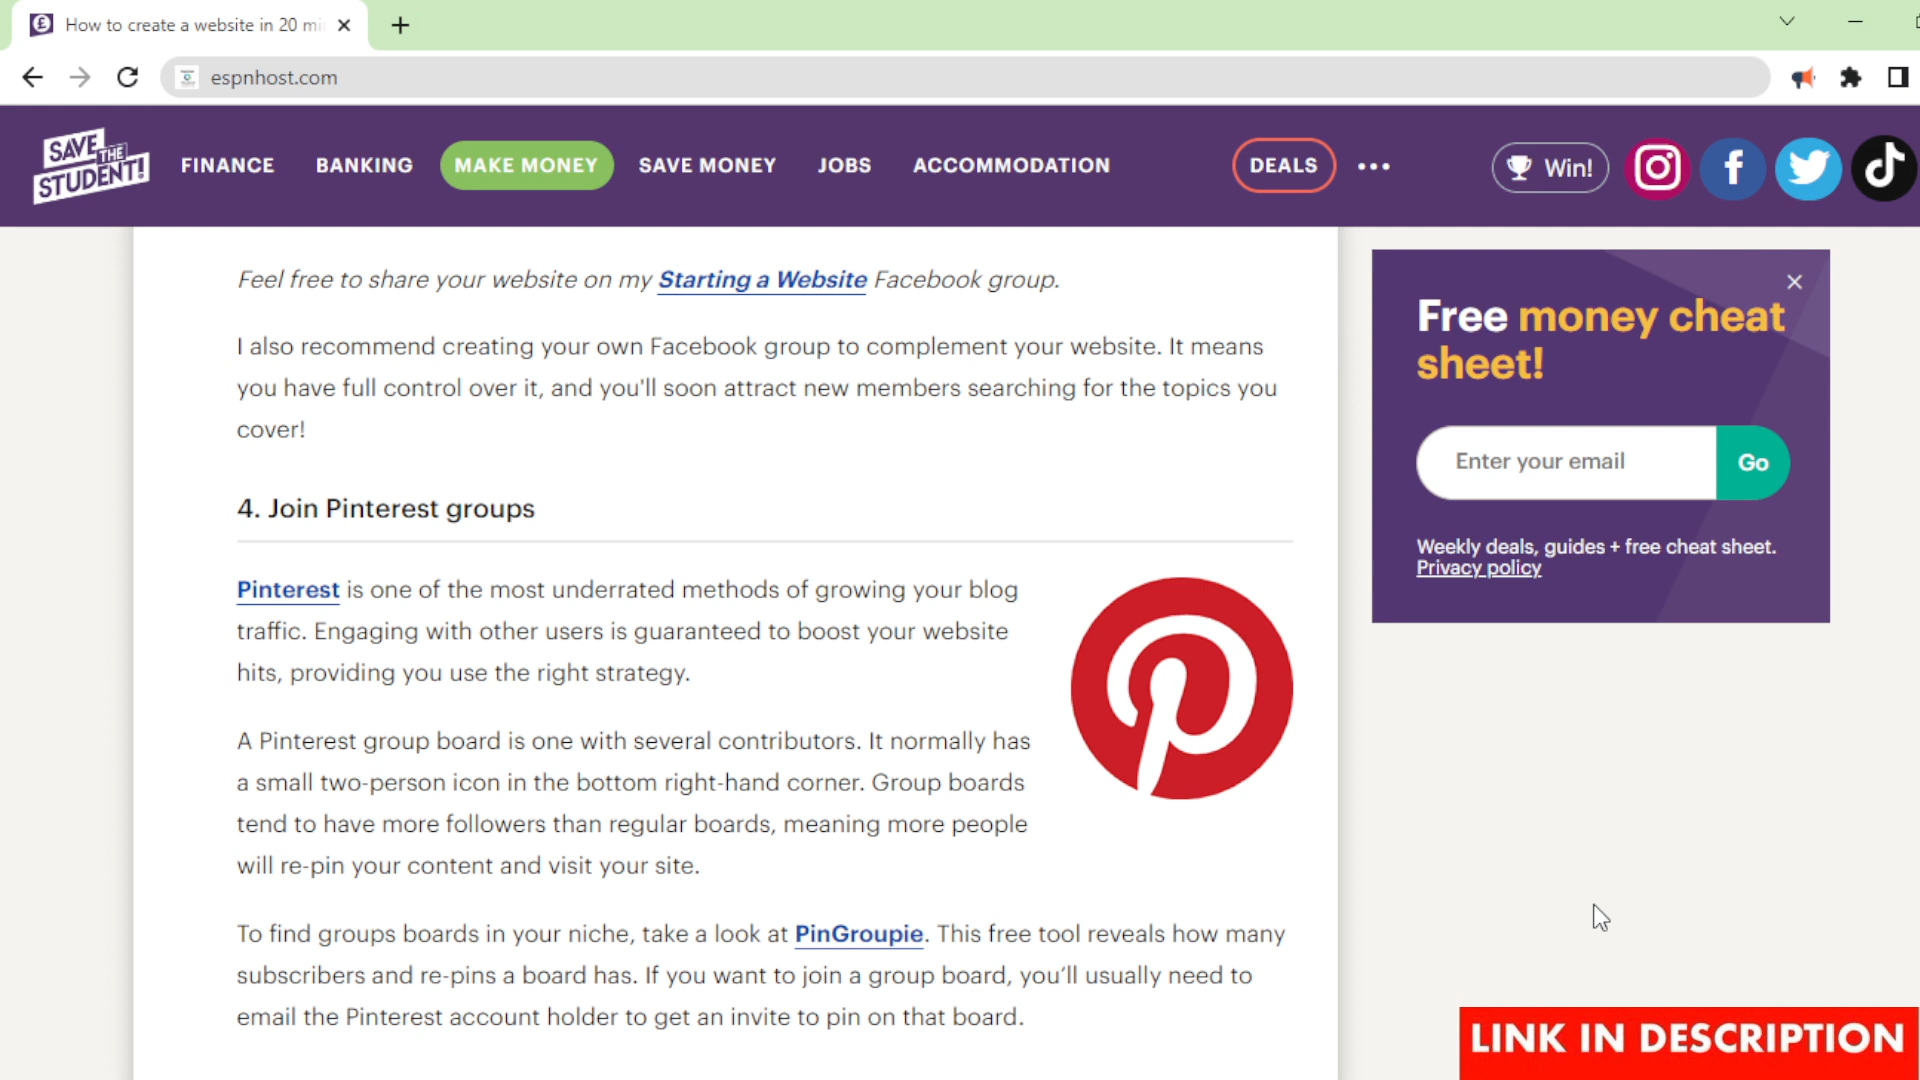 How to create a website in 20 mi
espnhost.com
SAVE THE STUDENT!
FINANCE BANKING MAKE MONEY SAVE MONEY JOBS ACCOMMODATION DEALS ••• Win!
Feel free to share your website on my Starting a Website Facebook group.
I also recommend creating your own Facebook group to complement your website. It means
you have full control over it, and you'll soon attract new members searching for the topics you
cover!
4. Join Pinterest groups
Pinterest is one of the most underrated methods of growing your blog
traffic. Engaging with other users is guaranteed to boost your website
hits, providing you use the right strategy.
A Pinterest group board is one with several contributors. It normally has
a small two-person icon in the bottom right-hand corner. Group boards
tend to have more followers than regular boards, meaning more people
will re-pin your content and visit your site.
To find groups boards in your niche, take a look at PinGroupie. This free tool reveals how many
subscribers and re-pins a board has. If you want to join a group board, you’ll usually need to
email the Pinterest account holder to get an invite to pin on that board.
Free money cheat
sheet!
Enter your email Go
Weekly deals, guides + free cheat sheet.
Privacy policy
LINK IN DESCRIPTION